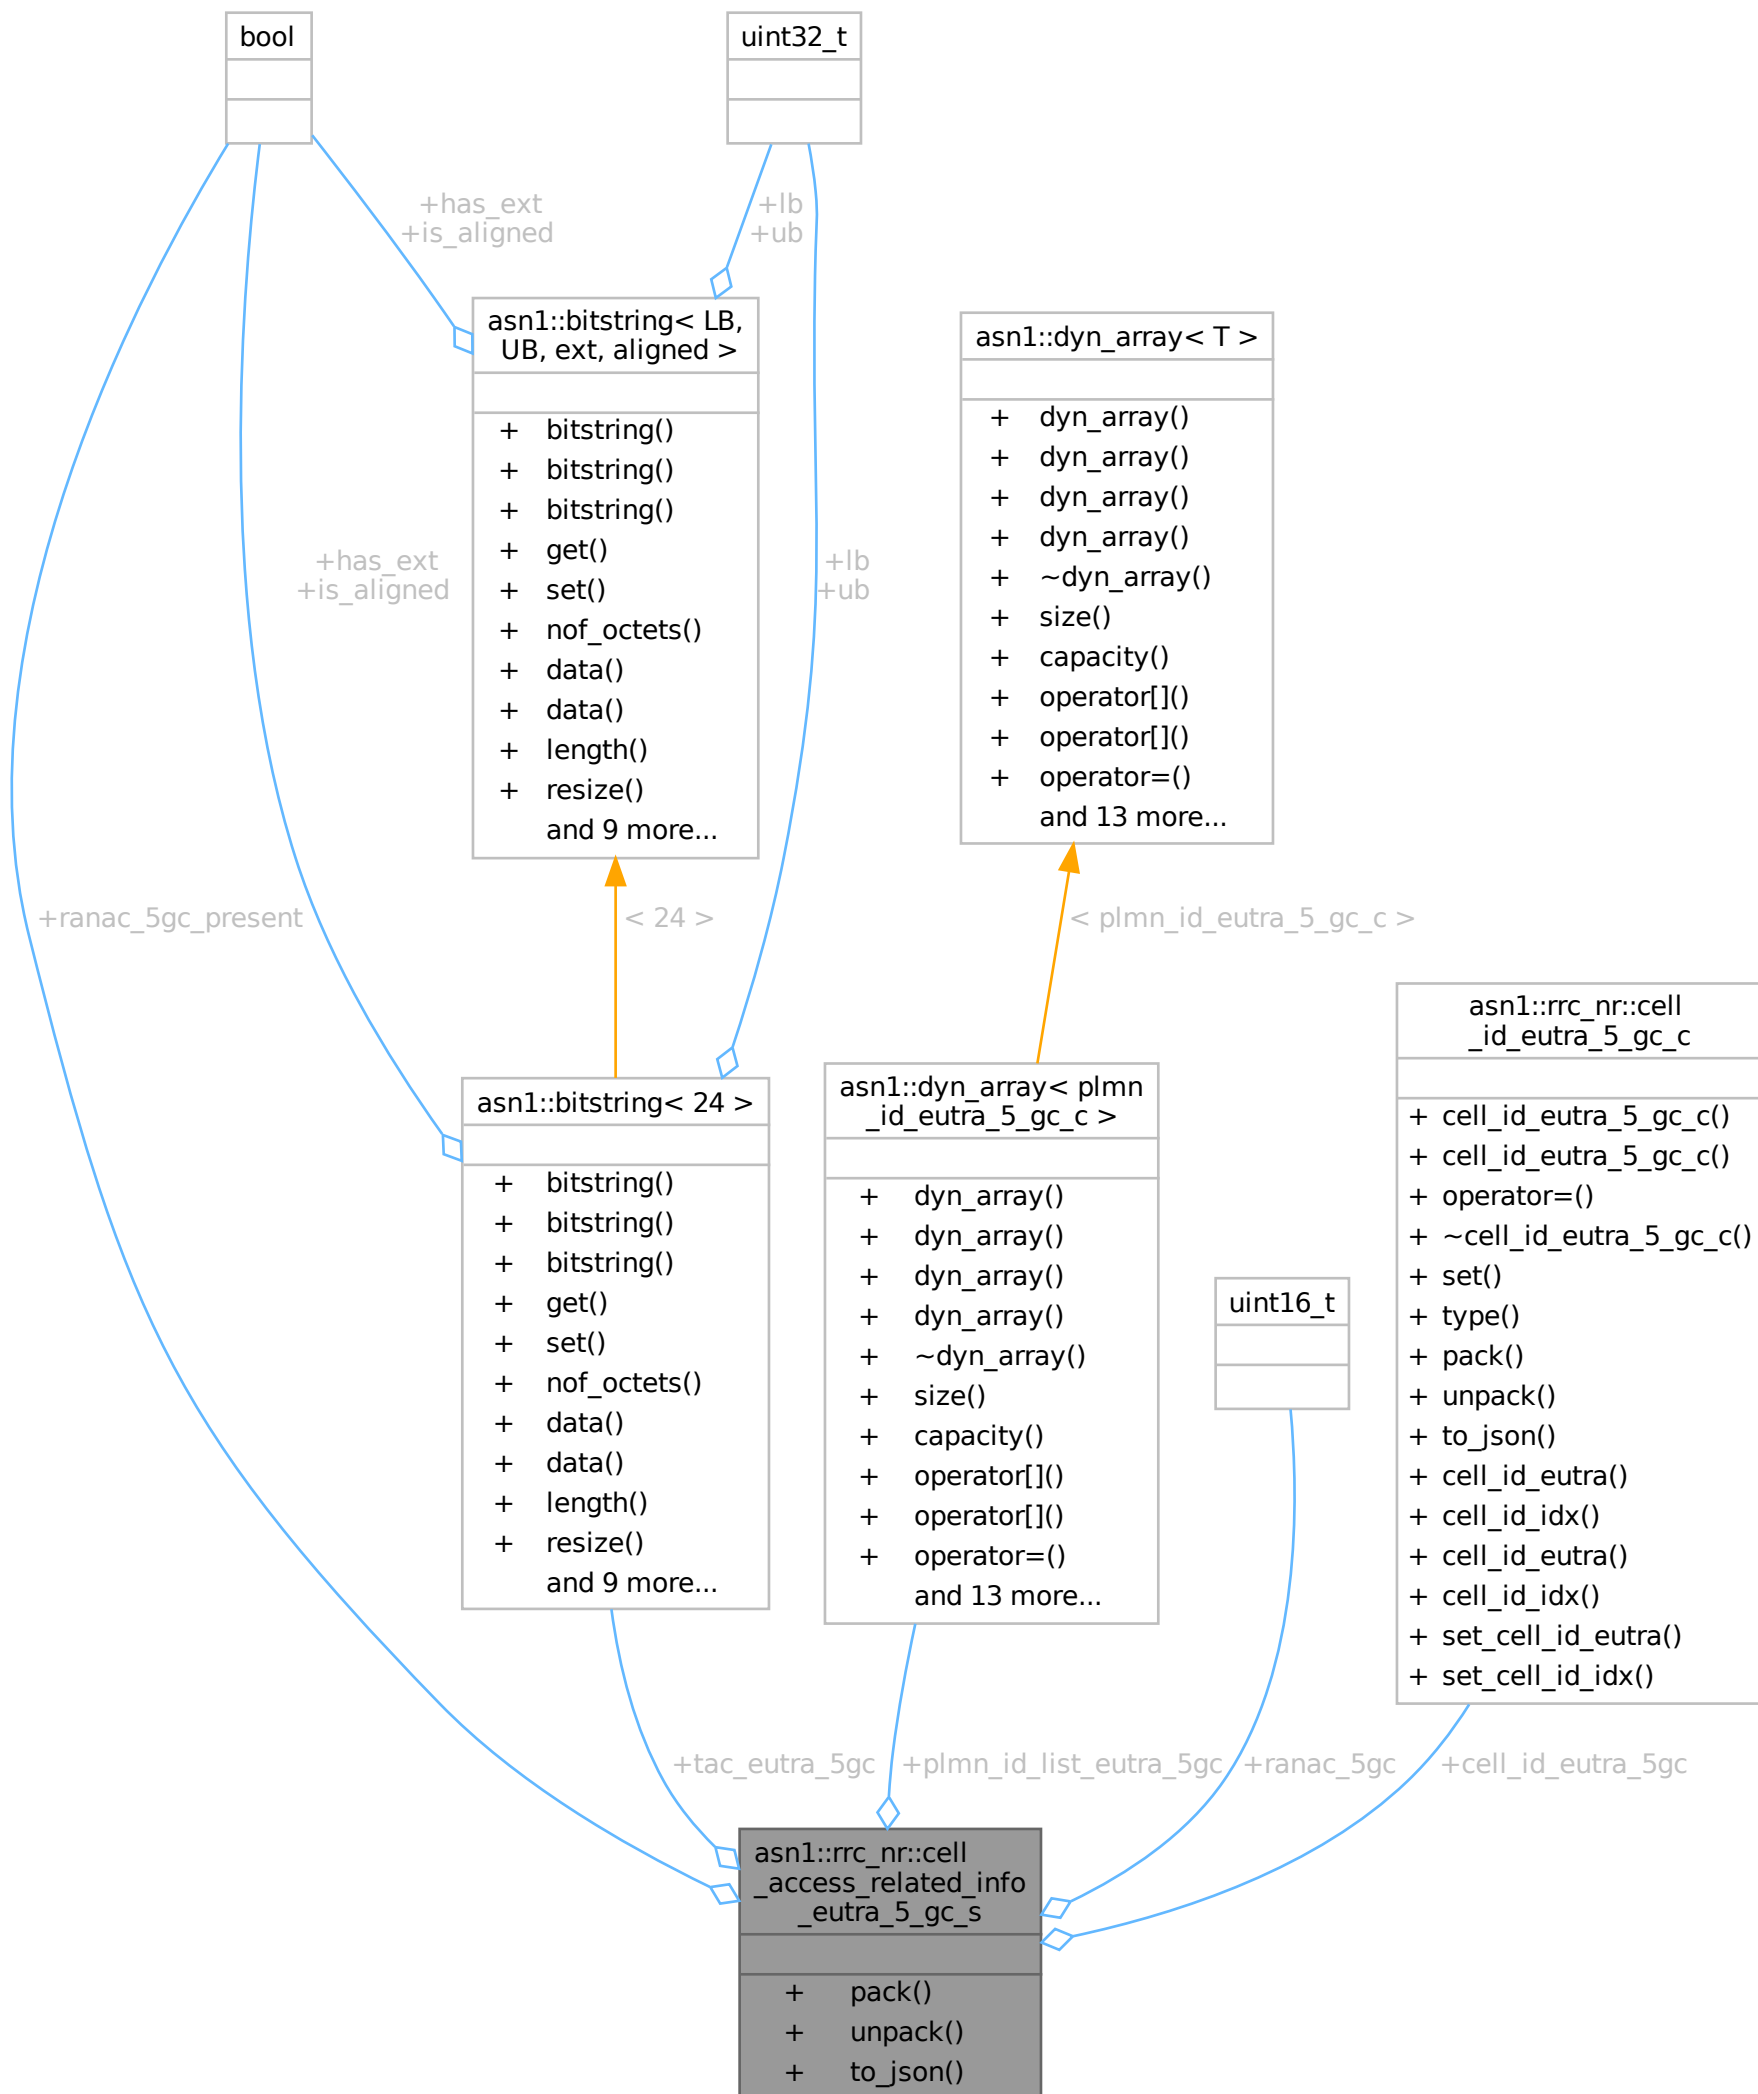 bool
uint32_t
+has_ext
+is_aligned
+lb
+ub
asn1::bitstring< LB,
UB, ext, aligned >
+ bitstring()
+ bitstring()
+ bitstring()
+ get()
+ set()
+ nof_octets()
+ data()
+ data()
+ length()
+ resize()
and 9 more...
asn1::dyn_array< T >
+ dyn_array()
+ dyn_array()
+ dyn_array()
+ dyn_array()
+ ~dyn_array()
+ size()
+ capacity()
+ operator[]()
+ operator[]()
+ operator=()
and 13 more...
+has_ext
+is_aligned
+lb
+ub
+ranac_5gc_present
< 24 >
< plmn_id_eutra_5_gc_c >
asn1::bitstring< 24 >
+ bitstring()
+ bitstring()
+ bitstring()
+ get()
+ set()
+ nof_octets()
+ data()
+ data()
+ length()
+ resize()
and 9 more...
asn1::dyn_array< plmn
_id_eutra_5_gc_c >
+ dyn_array()
+ dyn_array()
+ dyn_array()
+ dyn_array()
+ ~dyn_array()
+ size()
+ capacity()
+ operator[]()
+ operator[]()
+ operator=()
and 13 more...
uint16_t
asn1::rrc_nr::cell
_id_eutra_5_gc_c
+ cell_id_eutra_5_gc_c()
+ cell_id_eutra_5_gc_c()
+ operator=()
+ ~cell_id_eutra_5_gc_c()
+ set()
+ type()
+ pack()
+ unpack()
+ to_json()
+ cell_id_eutra()
+ cell_id_idx()
+ cell_id_eutra()
+ cell_id_idx()
+ set_cell_id_eutra()
+ set_cell_id_idx()
+tac_eutra_5gc
+plmn_id_list_eutra_5gc
+ranac_5gc
+cell_id_eutra_5gc
asn1::rrc_nr::cell
_access_related_info
_eutra_5_gc_s
+ pack()
+ unpack()
+ to_json()